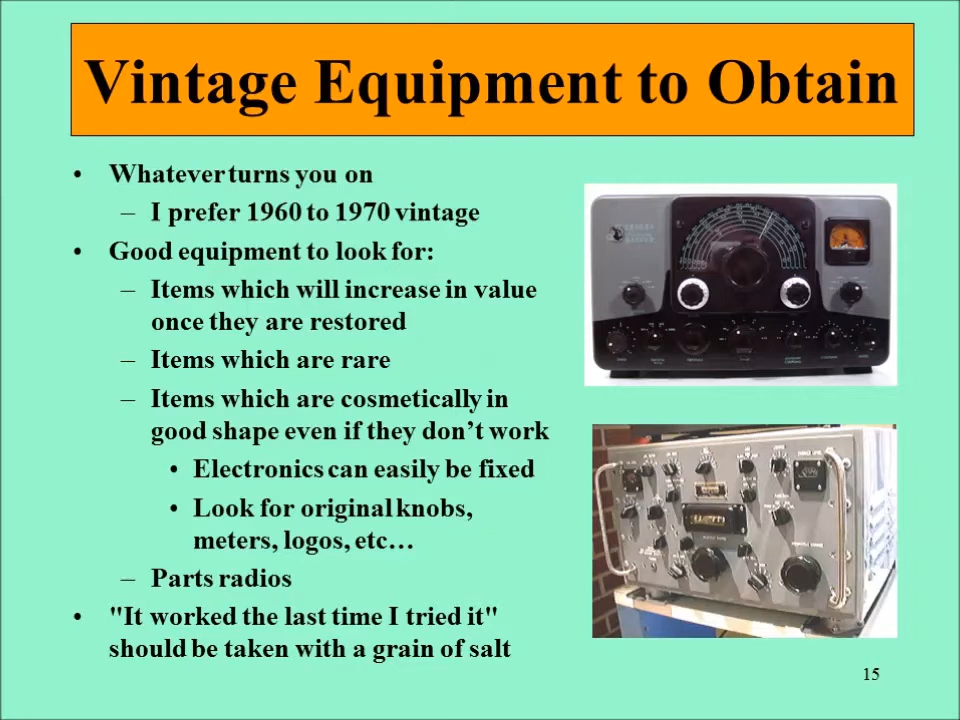 Vintage Equipment to Obtain
• Whatever turns you on
– I prefer 1960 to 1970 vintage
• Good equipment to look for:
– Items which will increase in value
once they are restored
– Items which are rare
– Items which are cosmetically in
good shape even if they don’t work
• Electronics can easily be fixed
• Look for original knobs,
meters, logos, etc…
– Parts radios
• "It worked the last time I tried it"
should be taken with a grain of salt
15